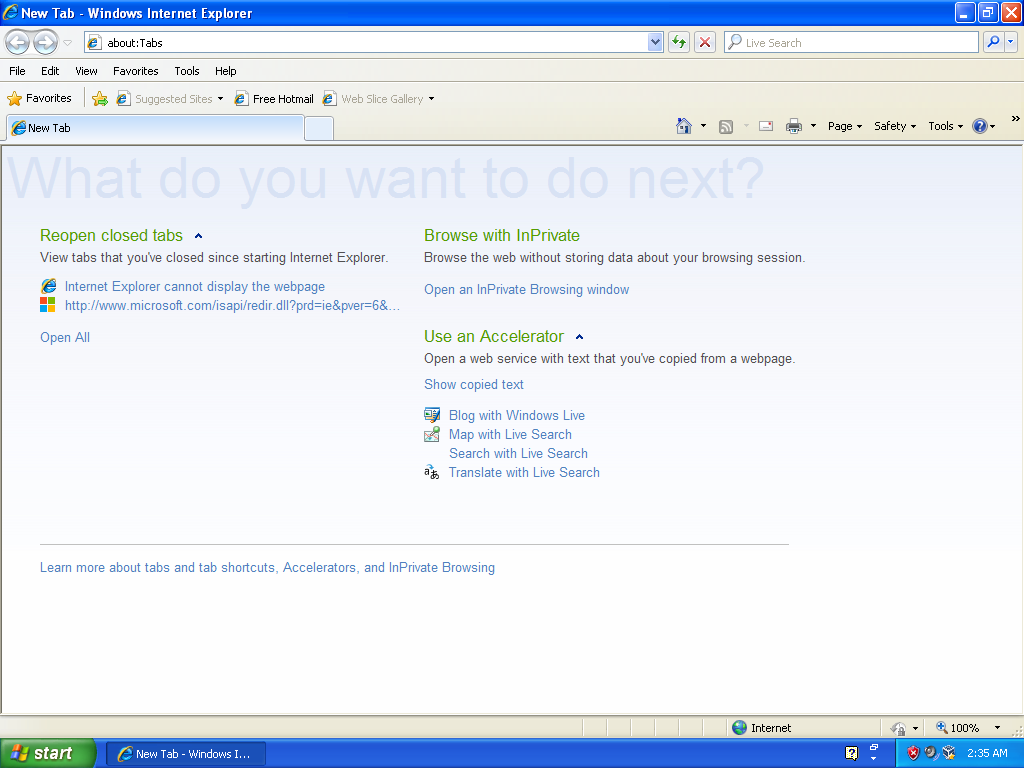 New Tab - Windows Internet Explorer
about:Tabs
Live Search
File Edit View Favorites Tools Help
Favorites Suggested Sites Free Hotmail Web Slice Gallery
New Tab
Page Safety Tools
What do you want to do next?
Reopen closed tabs
View tabs that you've closed since starting Internet Explorer.
Internet Explorer cannot display the webpage
http://www.microsoft.com/isapi/redir.dll?prd=ie&pver=6&...
Open All
Browse with InPrivate
Browse the web without storing data about your browsing session.
Open an InPrivate Browsing window
Use an Accelerator
Open a web service with text that you've copied from a webpage.
Show copied text
Blog with Windows Live
Map with Live Search
Search with Live Search
Translate with Live Search
Learn more about tabs and tab shortcuts, Accelerators, and InPrivate Browsing
Internet
100%
start
New Tab - Windows I...
2:35 AM